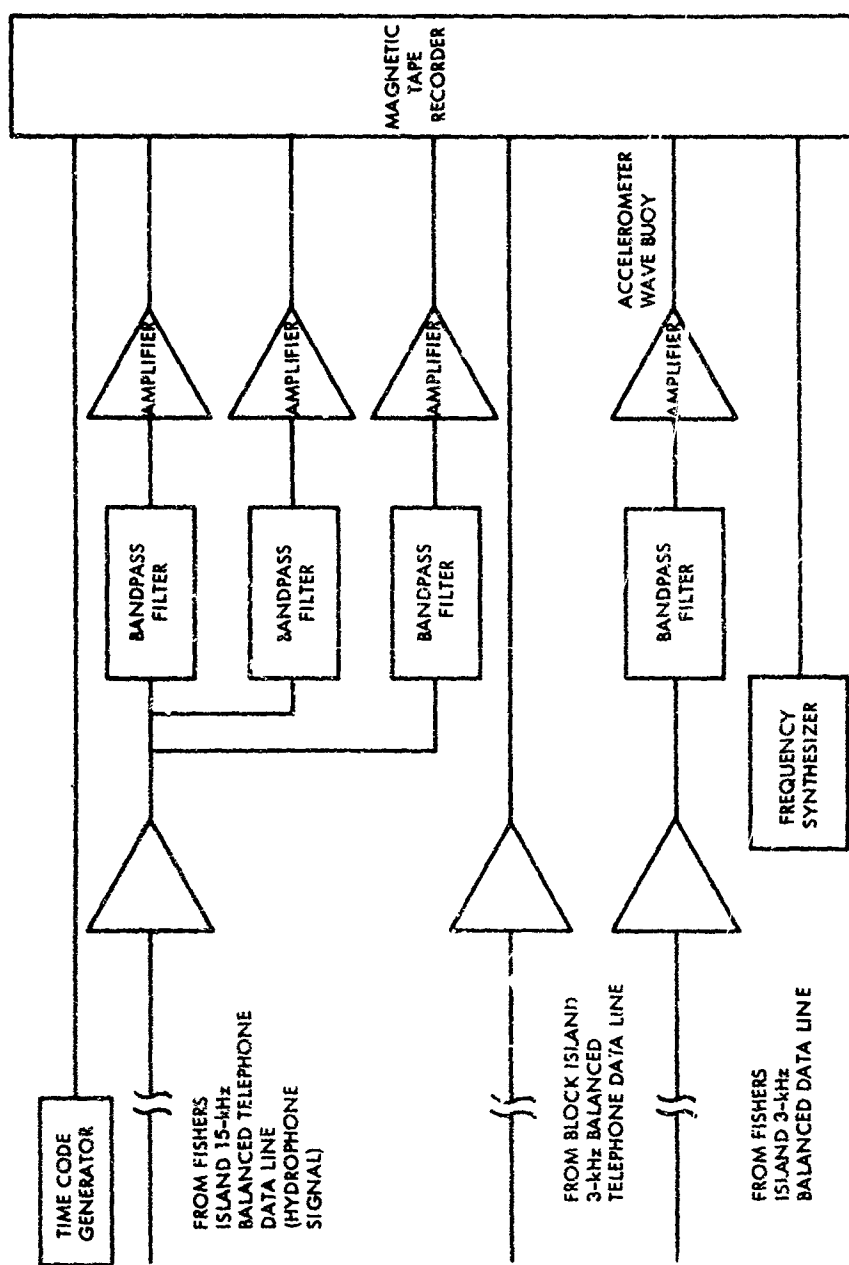 TIME CODE
GENERATOR
FROM FISHERS
ISLAND 15-kHz
BALANCED TELEPHONE
DATA LINE
(HYDROPHONE
SIGNAL)
BANDPASS
FILTER
AMPLIFIER
BANDPASS
FILTER
AMPLIFIER
BANDPASS
FILTER
AMPLIFIER
MAGNETIC
TAPE
RECORDER
FROM BLOCK ISLAND
3-kHz BALANCED
TELEPHONE DATA LINE
BANDPASS
FILTER
AMPLIFIER
ACCELEROMETER
WAVE BUOY
FROM FISHERS
ISLAND 3-kHz
BALANCED DATA LINE
FREQUENCY
SYNTHESIZER